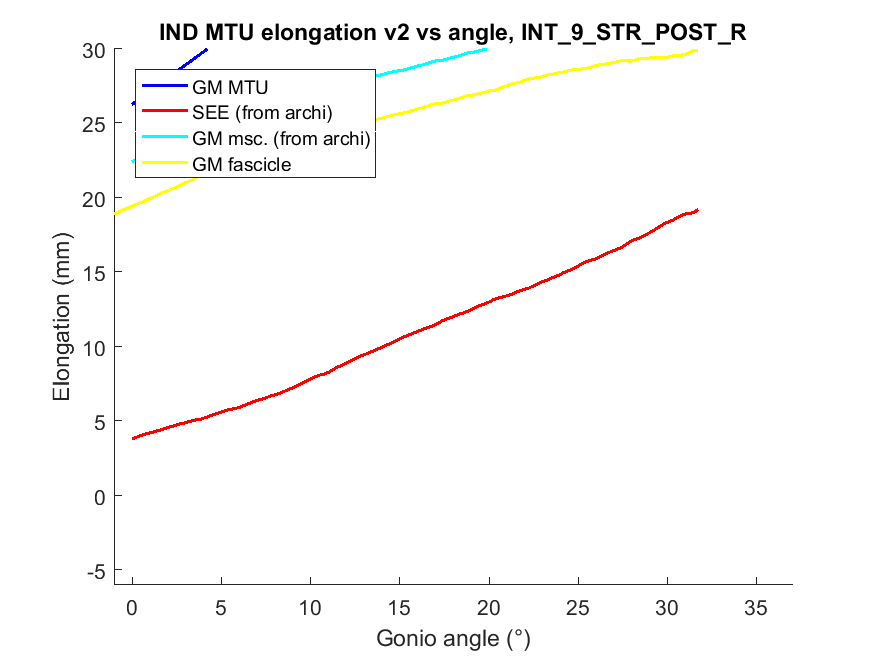 IND MTU elongation v2 vs angle, INT_9_STR_POST_R
30
25
20
15
10
5
0
-5
Elongation (mm)
GM MTU
SEE (from archi)
GM msc. (from archi)
GM fascicle
0 5 10 15 20 25 30 35
Gonio angle (°)